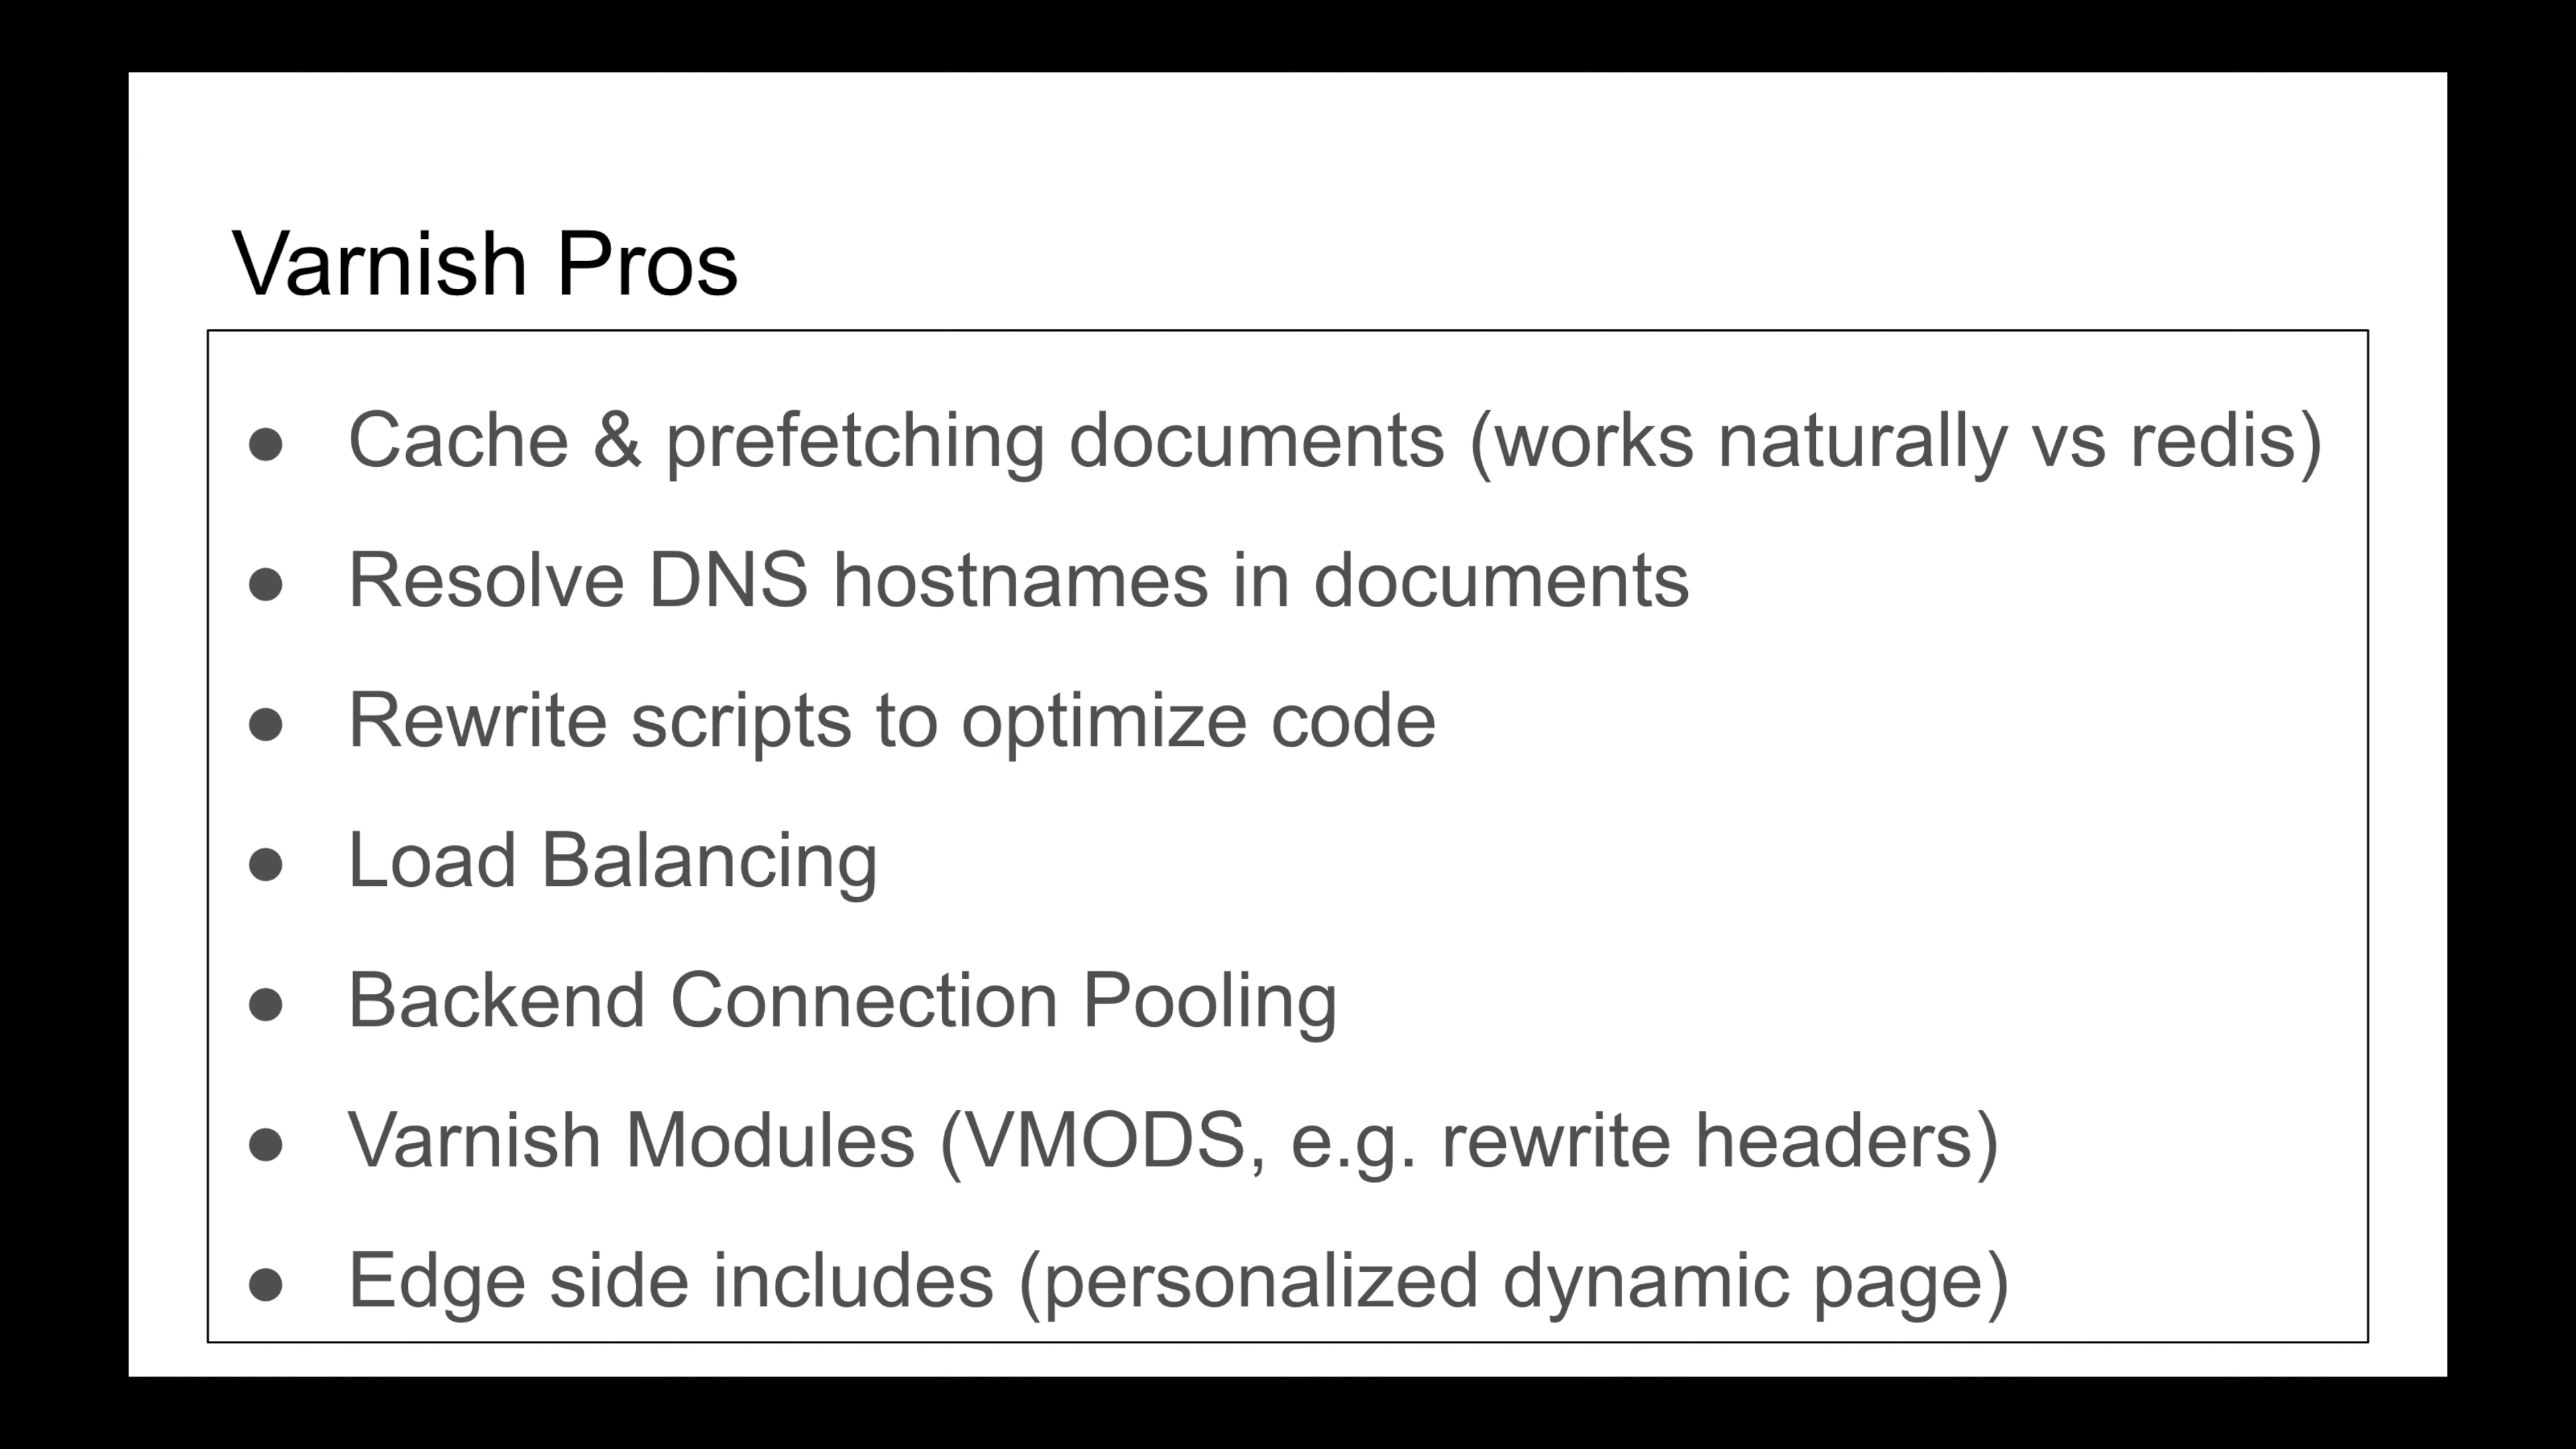 Varnish Pros
● Cache & prefetching documents (works naturally vs redis)
● Resolve DNS hostnames in documents
● Rewrite scripts to optimize code
● Load Balancing
● Backend Connection Pooling
● Varnish Modules (VMODS, e.g. rewrite headers)
● Edge side includes (personalized dynamic page)